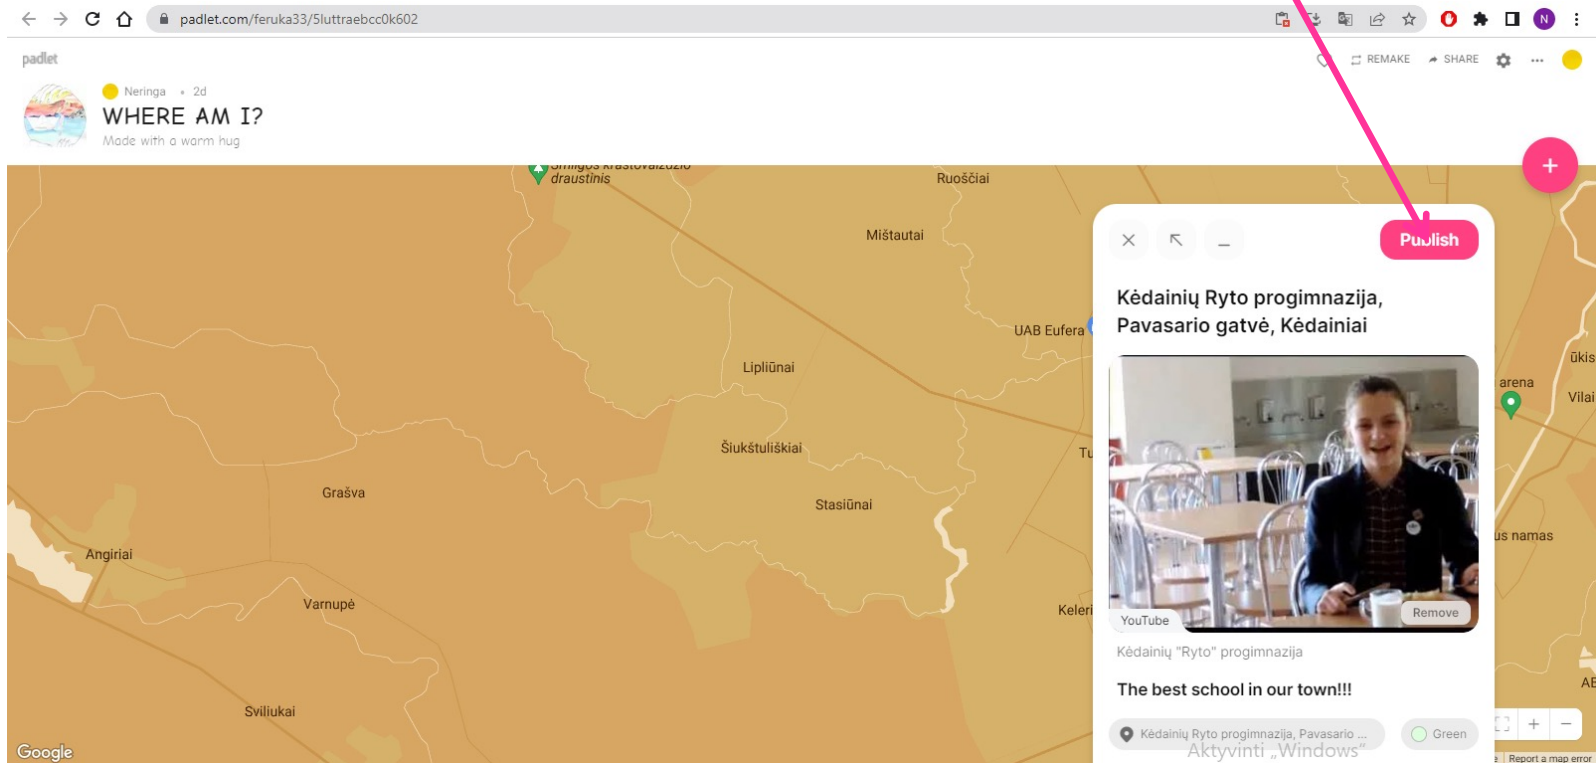 padlet.com/feruka33/5luttraebcc0k602
N
padlet
REMAKE
SHARE
Neringa • 2d
WHERE AM I?
Made with a warm hug
+
draustinis
Ruoščiai
Mištautai
Publish
Kėdainių Ryto progimnazija,
Pavasario gatvė, Kėdainiai
UAB Eufera
Lipliūnai
ūkis
arena
Vilai
Šiukštuliškiai
Grašva
Stasiūnai
us namas
Angiriai
Varnupė
Keleri
Remove
YouTube
Kėdainių "Ryto" progimnazija
The best school in our town!!!
Sviliukai
Kėdainių Ryto progimnazija, Pavasario ...
Green
+ −
Google
Aktyvinti „Windows“
Report a map error